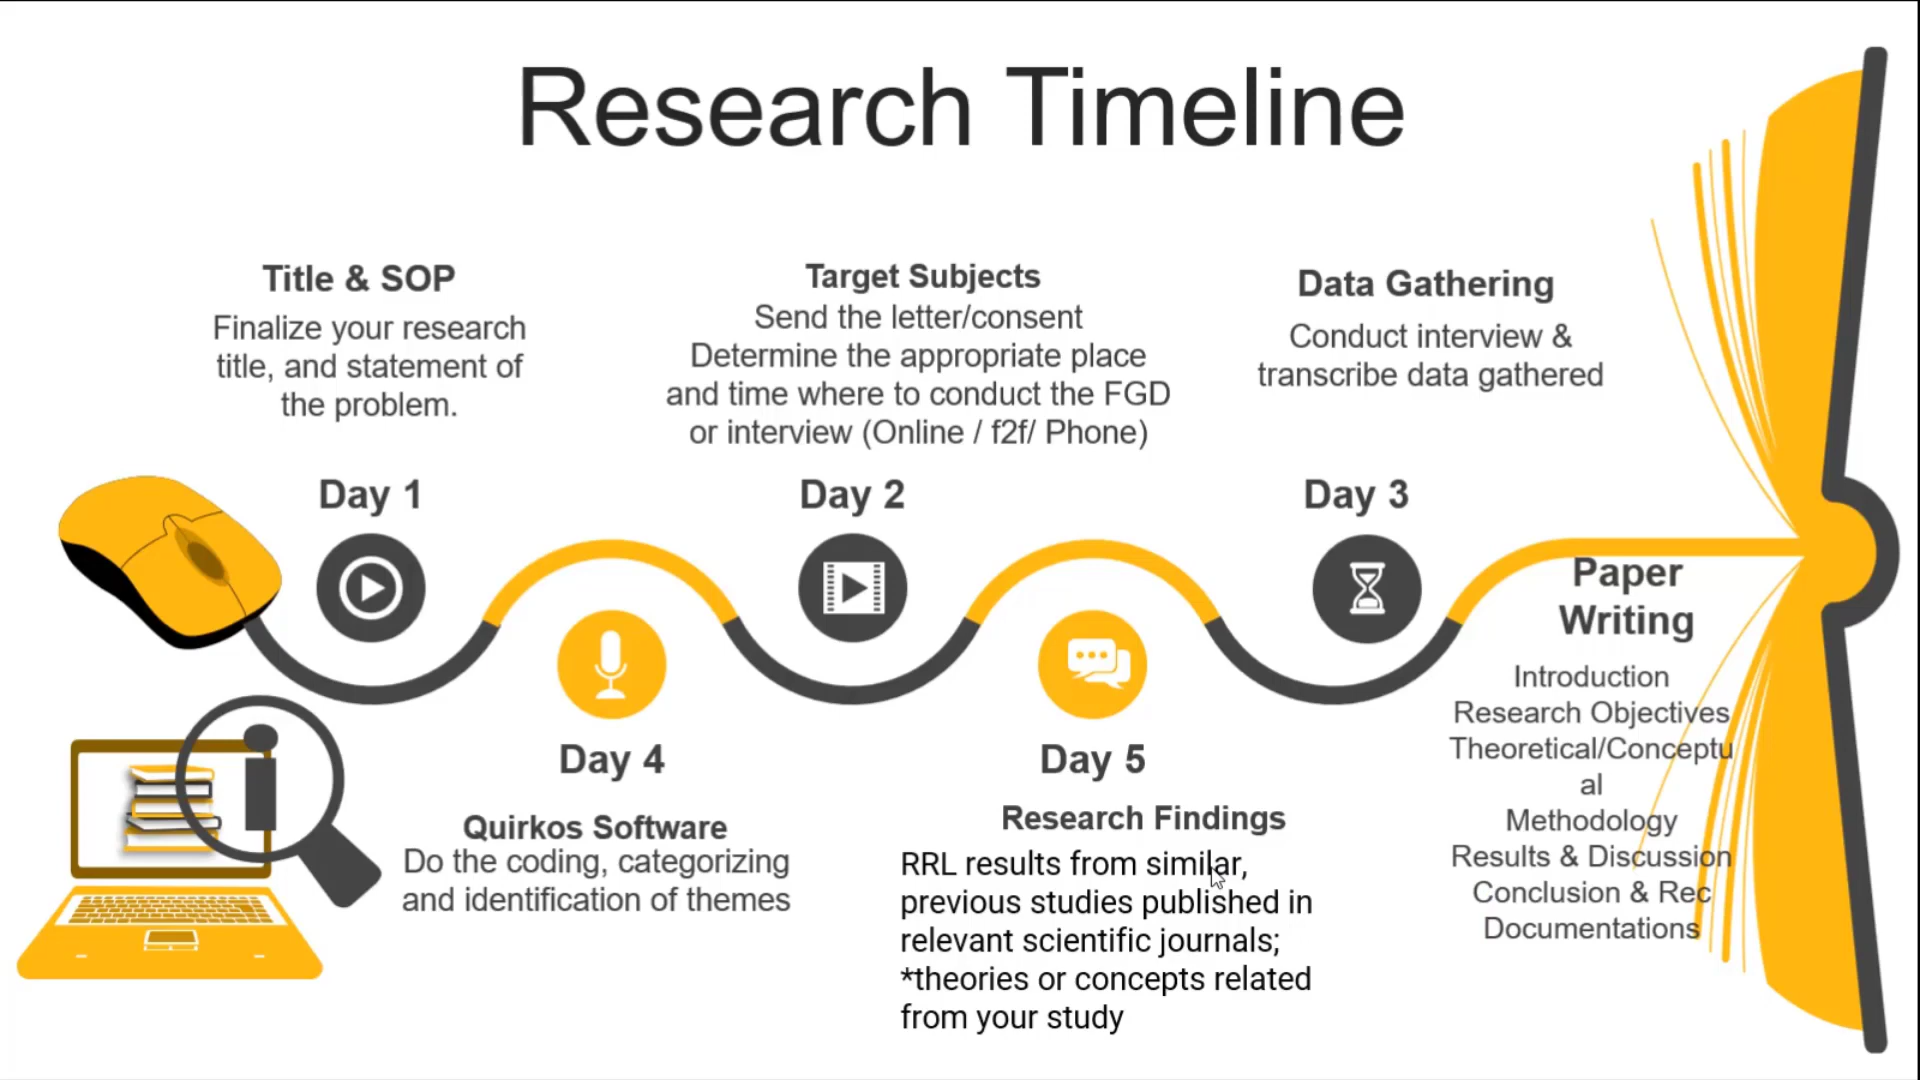 Research Timeline
Title & SOP
Finalize your research
title, and statement of
the problem.
Day 1
Target Subjects
Send the letter/consent
Determine the appropriate place
and time where to conduct the FGD
or interview (Online / f2f/ Phone)
Day 2
Data Gathering
Conduct interview &
transcribe data gathered
Day 3
Day 4
Quirkos Software
Do the coding, categorizing
and identification of themes
Day 5
Research Findings
RRL results from similar,
previous studies published in
relevant scientific journals;
*theories or concepts related
from your study
Paper
Writing
Introduction
Research Objectives
Theoretical/Conceptu
al
Methodology
Results & Discussion
Conclusion & Rec
Documentations